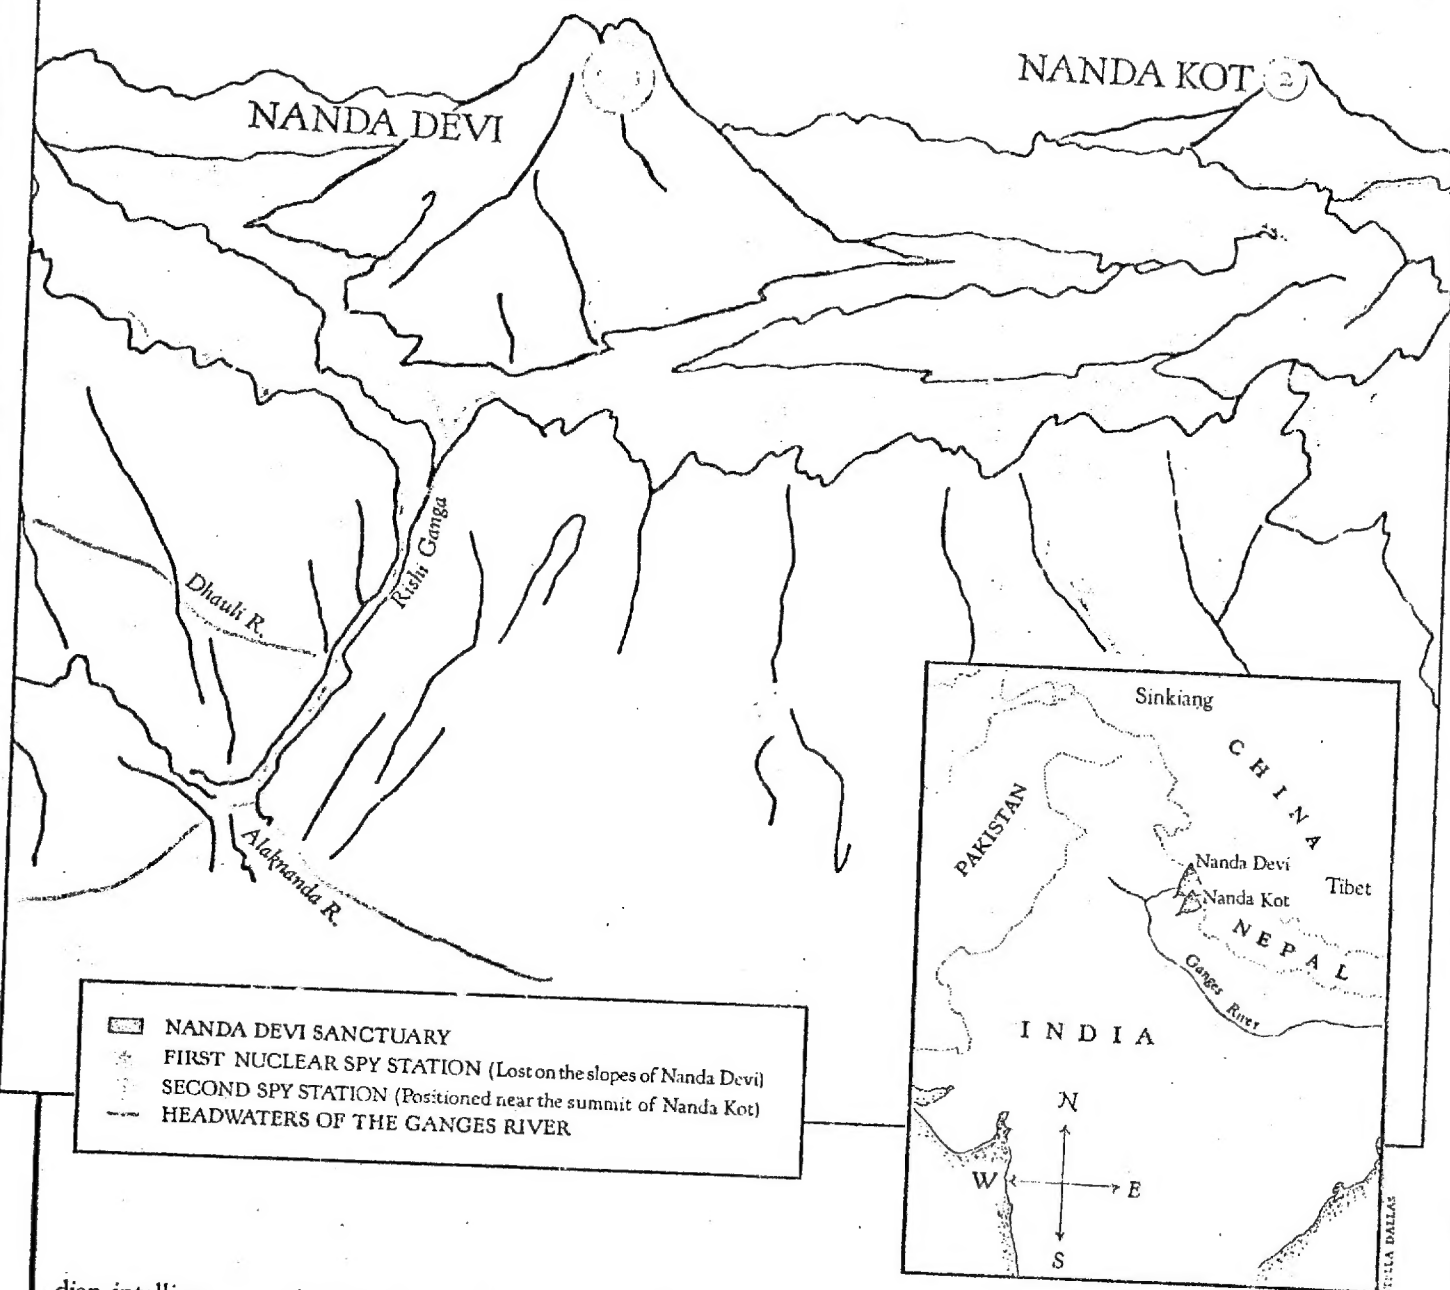 NANDA DEVI
NANDA KOT 2
Rishi Ganga
Dhauli R.
Alaknanda R.
NANDA DEVI SANCTUARY
FIRST NUCLEAR SPY STATION (Lost on the slopes of Nanda Devi)
SECOND SPY STATION (Positioned near the summit of Nanda Kot)
HEADWATERS OF THE GANGES RIVER
Sinkiang
CHINA
PAKISTAN
Nanda Devi
Tibet
Nanda Kot
NEPAL
Ganges River
INDIA
N
W
E
S
DALLAS